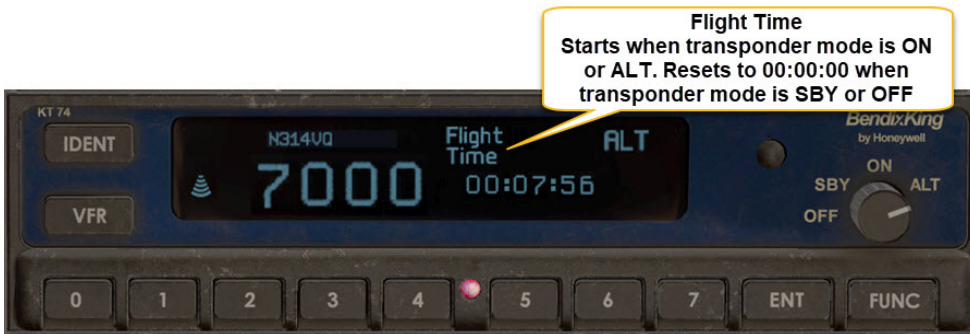 Flight Time
Starts when transponder mode is ON
or ALT. Resets to 00:00:00 when
transponder mode is SBY or OFF
KT 74
BendixKing
by Honeywell
IDENT
N314VQ
Flight
Time
ALT
7000
00:07:56
VFR
OFF
SBY
ON
ALT
0 1 2 3 4 5 6 7 ENT FUNC